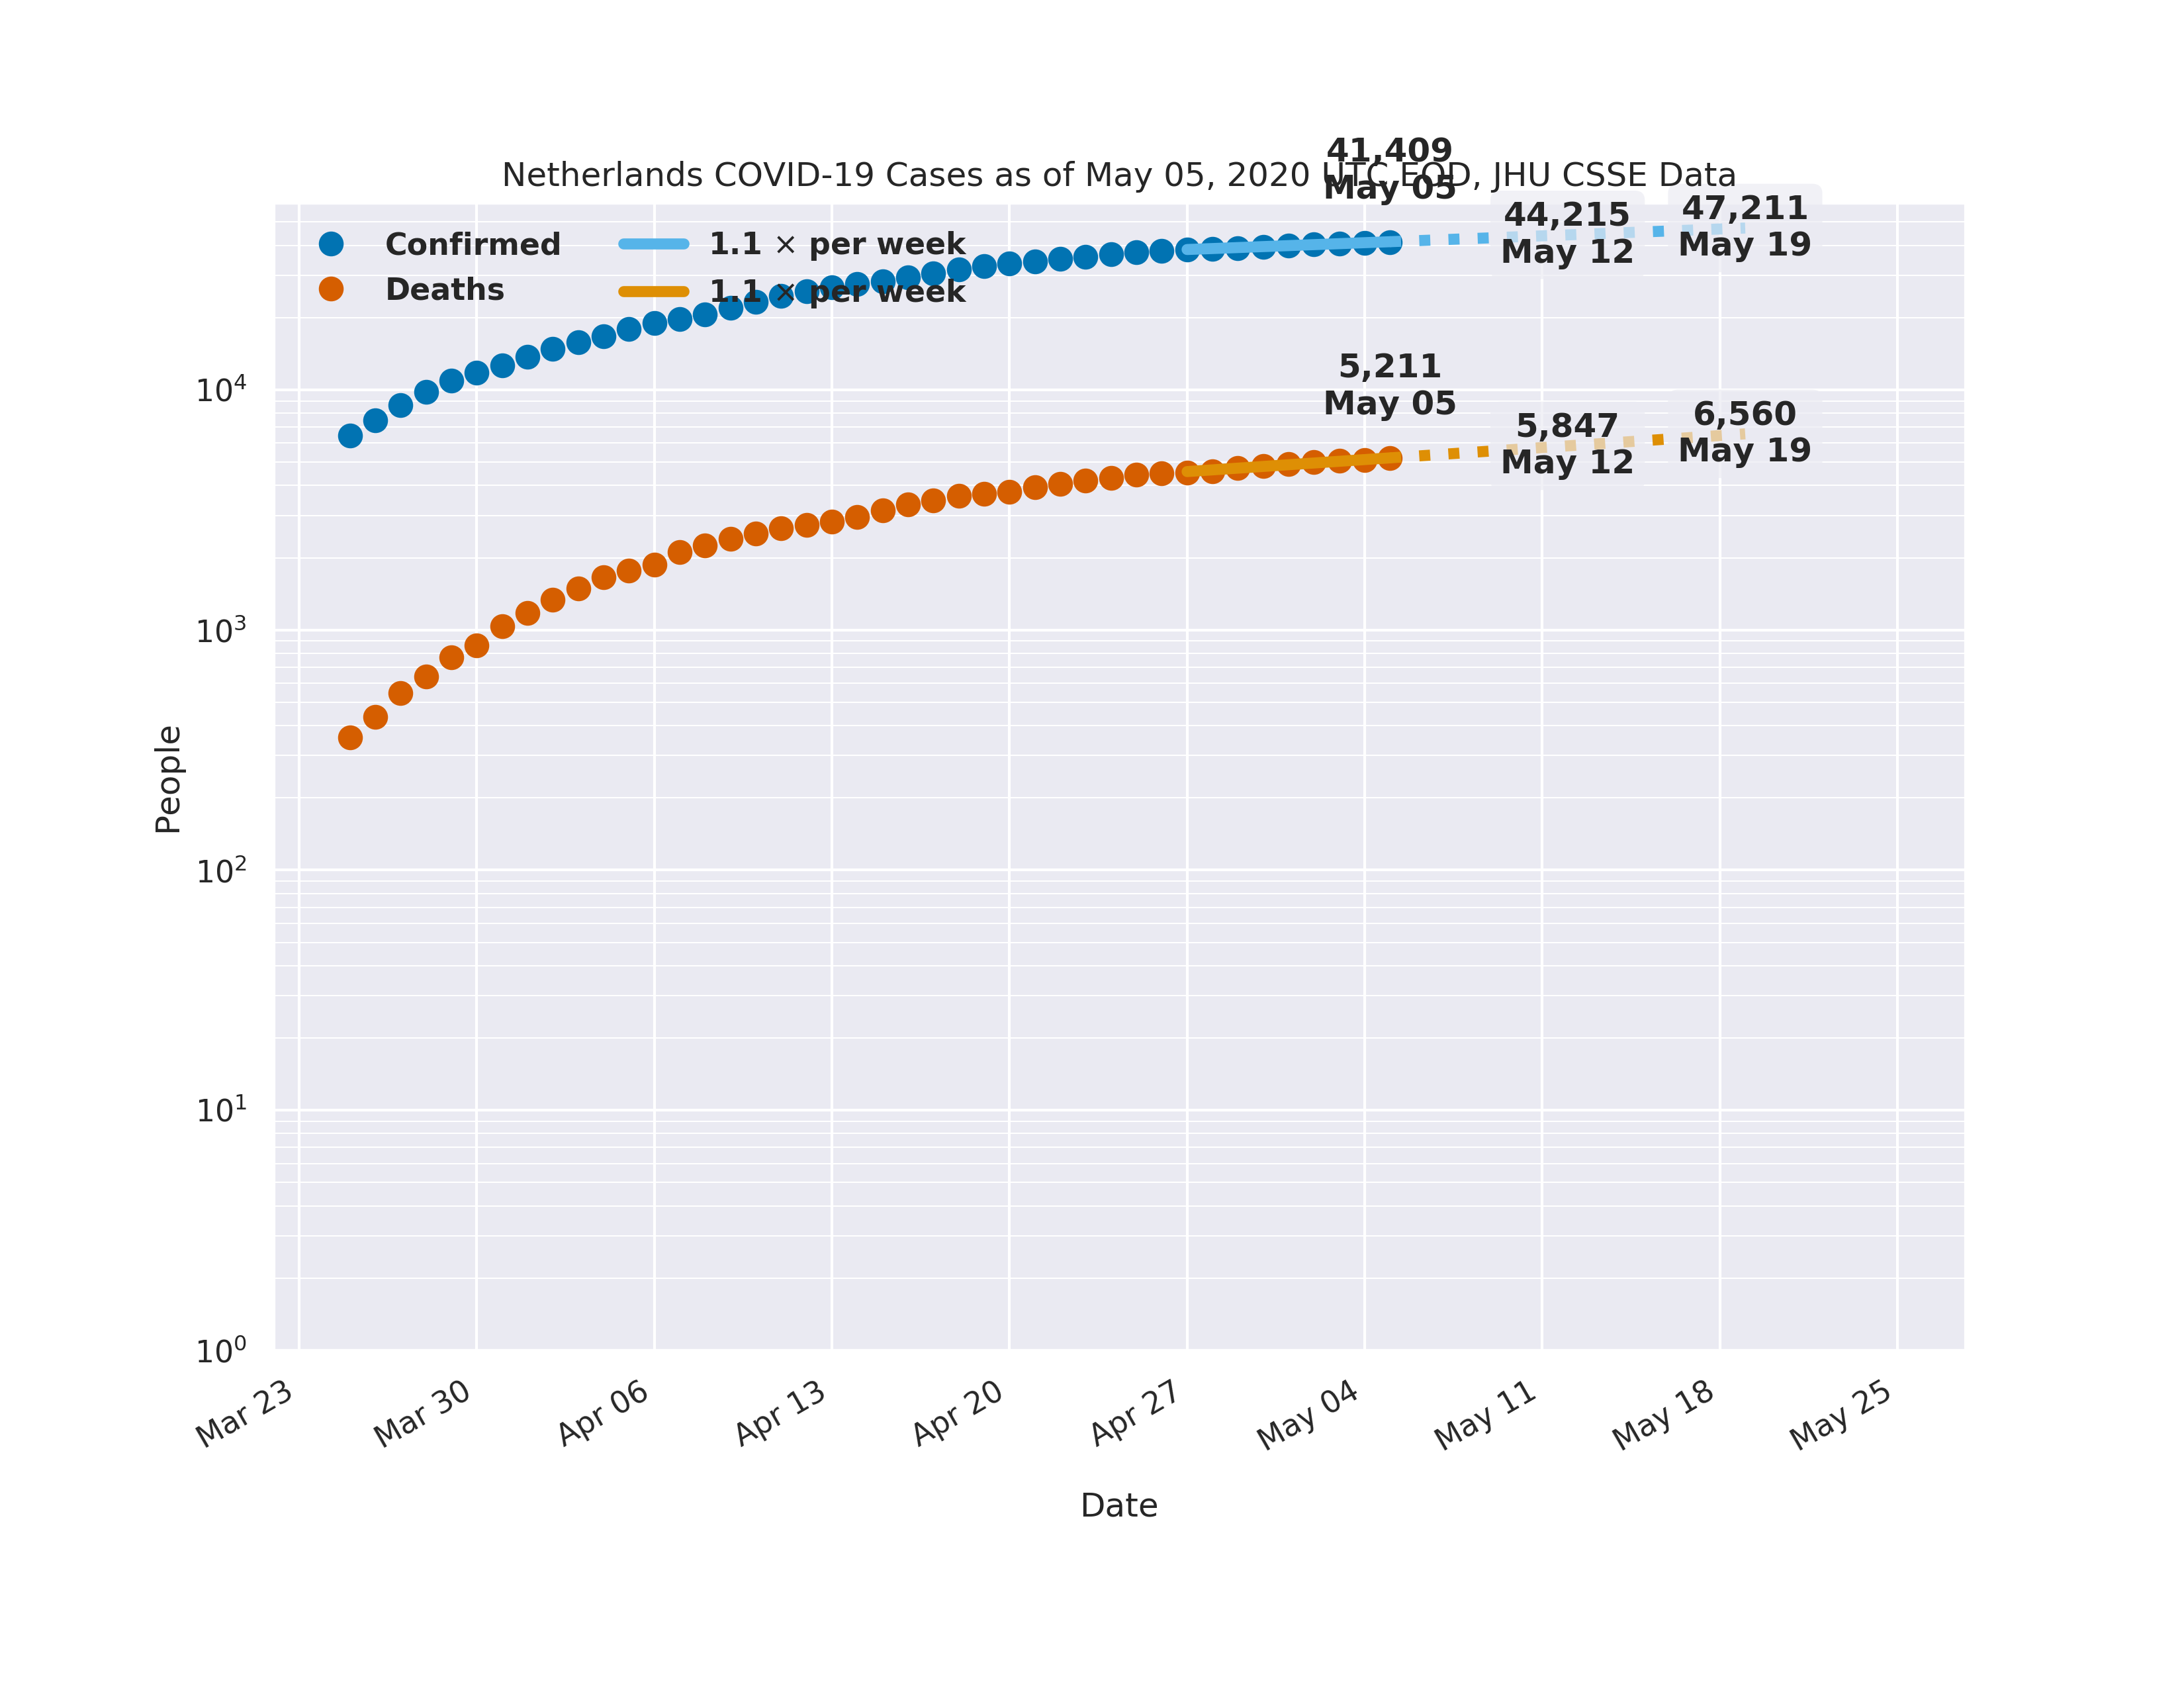 41,409
May 05
Netherlands COVID-19 Cases as of May 05, 2020 UTC EOD, JHU CSSE Data
44,215
May 12
47,211
May 19
Confirmed
Deaths
1.1 × per week
1.1 × per week
5,211
May 05
5,847
May 12
6,560
May 19
People
10⁴
10³
10²
10¹
10⁰
Mar 23
Mar 30
Apr 06
Apr 13
Apr 20
Apr 27
May 04
May 11
May 18
May 25
Date